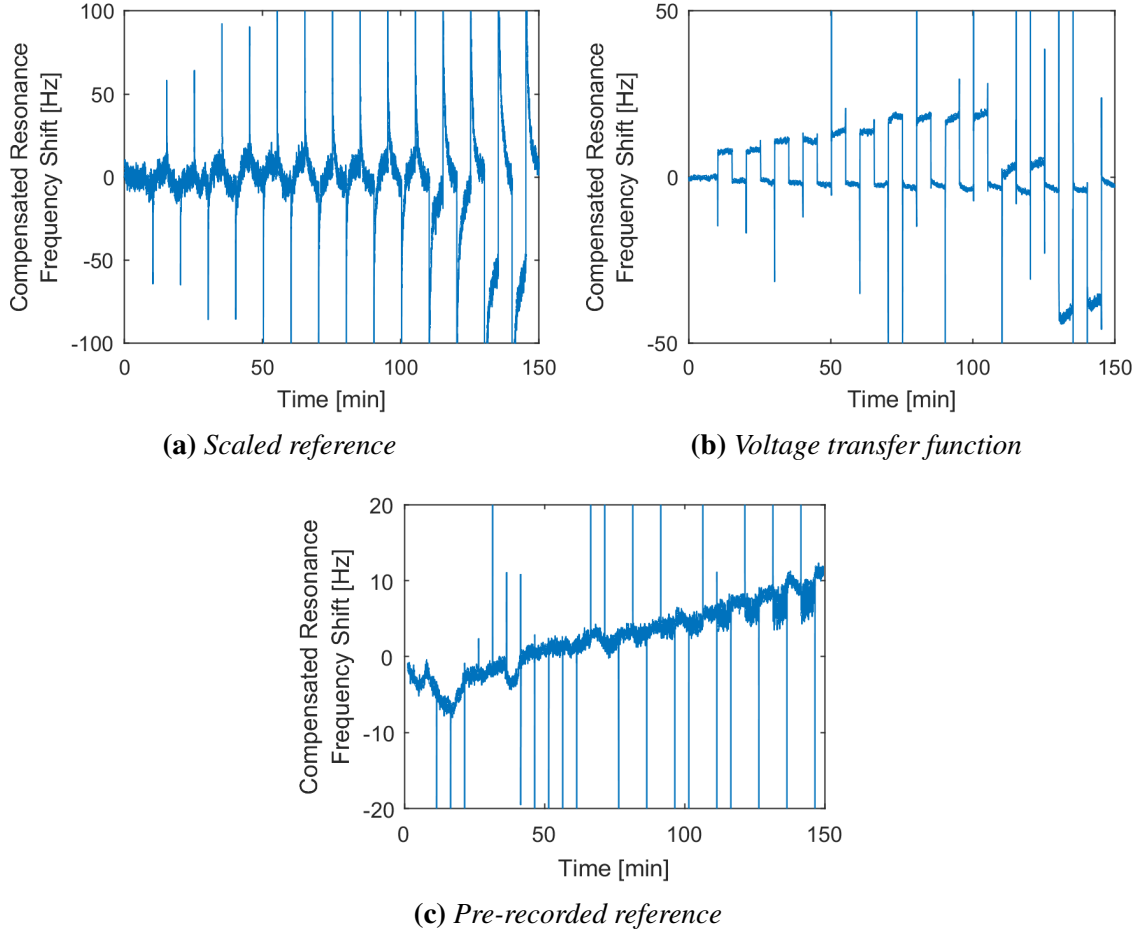 Compensated Resonance
Frequency Shift [Hz]
100
50
0
-50
-100
0
50
100
150
Time [min]
(a) Scaled reference
Compensated Resonance
Frequency Shift [Hz]
50
0
-50
0
50
100
150
Time [min]
(b) Voltage transfer function
Compensated Resonance
Frequency Shift [Hz]
20
10
0
-10
-20
0
50
100
150
Time [min]
(c) Pre-recorded reference